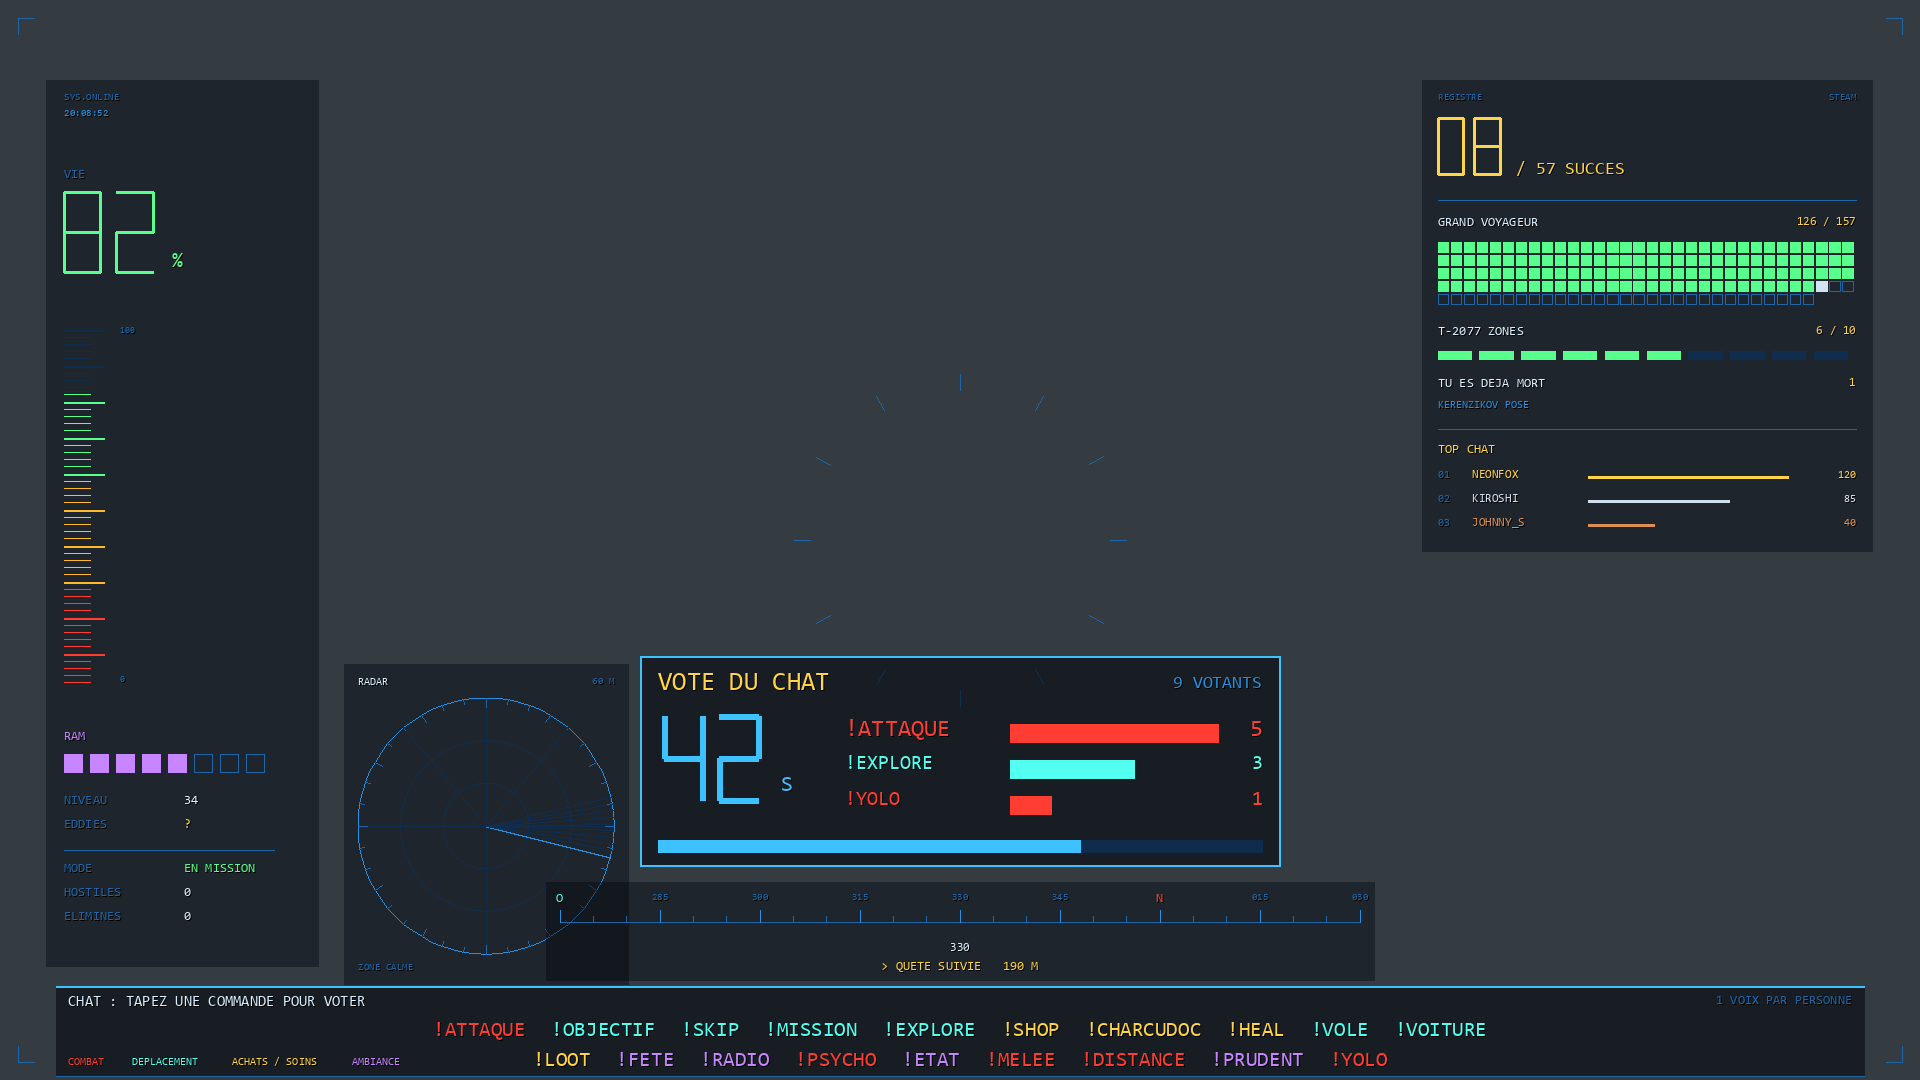 SYS.ONLINE
20:08:52
VIE
82 %
100
0
RAM
NIVEAU 34
EDDIES ?
MODE EN MISSION
HOSTILES 0
ELIMINES 0
RADAR 60 M
ZONE CALME
VOTE DU CHAT 9 VOTANTS
42 S
!ATTAQUE 5
!EXPLORE 3
!YOLO 1
O 285 300 315 330 345 N 015 030
330
> QUETE SUIVIE 190 M
REGISTRE STEAM
08 / 57 SUCCES
GRAND VOYAGEUR 126 / 157
T-2077 ZONES 6 / 10
TU ES DEJA MORT 1
KERENZIKOV POSE
TOP CHAT
01 NEONFOX 120
02 KIROSHI 85
03 JOHNNY_S 40
CHAT : TAPEZ UNE COMMANDE POUR VOTER 1 VOIX PAR PERSONNE
!ATTAQUE !OBJECTIF !SKIP !MISSION !EXPLORE !SHOP !CHARCUDOC !HEAL !VOLE !VOITURE
COMBAT DEPLACEMENT ACHATS / SOINS AMBIANCE !LOOT !FETE !RADIO !PSYCHO !ETAT !MELEE !DISTANCE !PRUDENT !YOLO